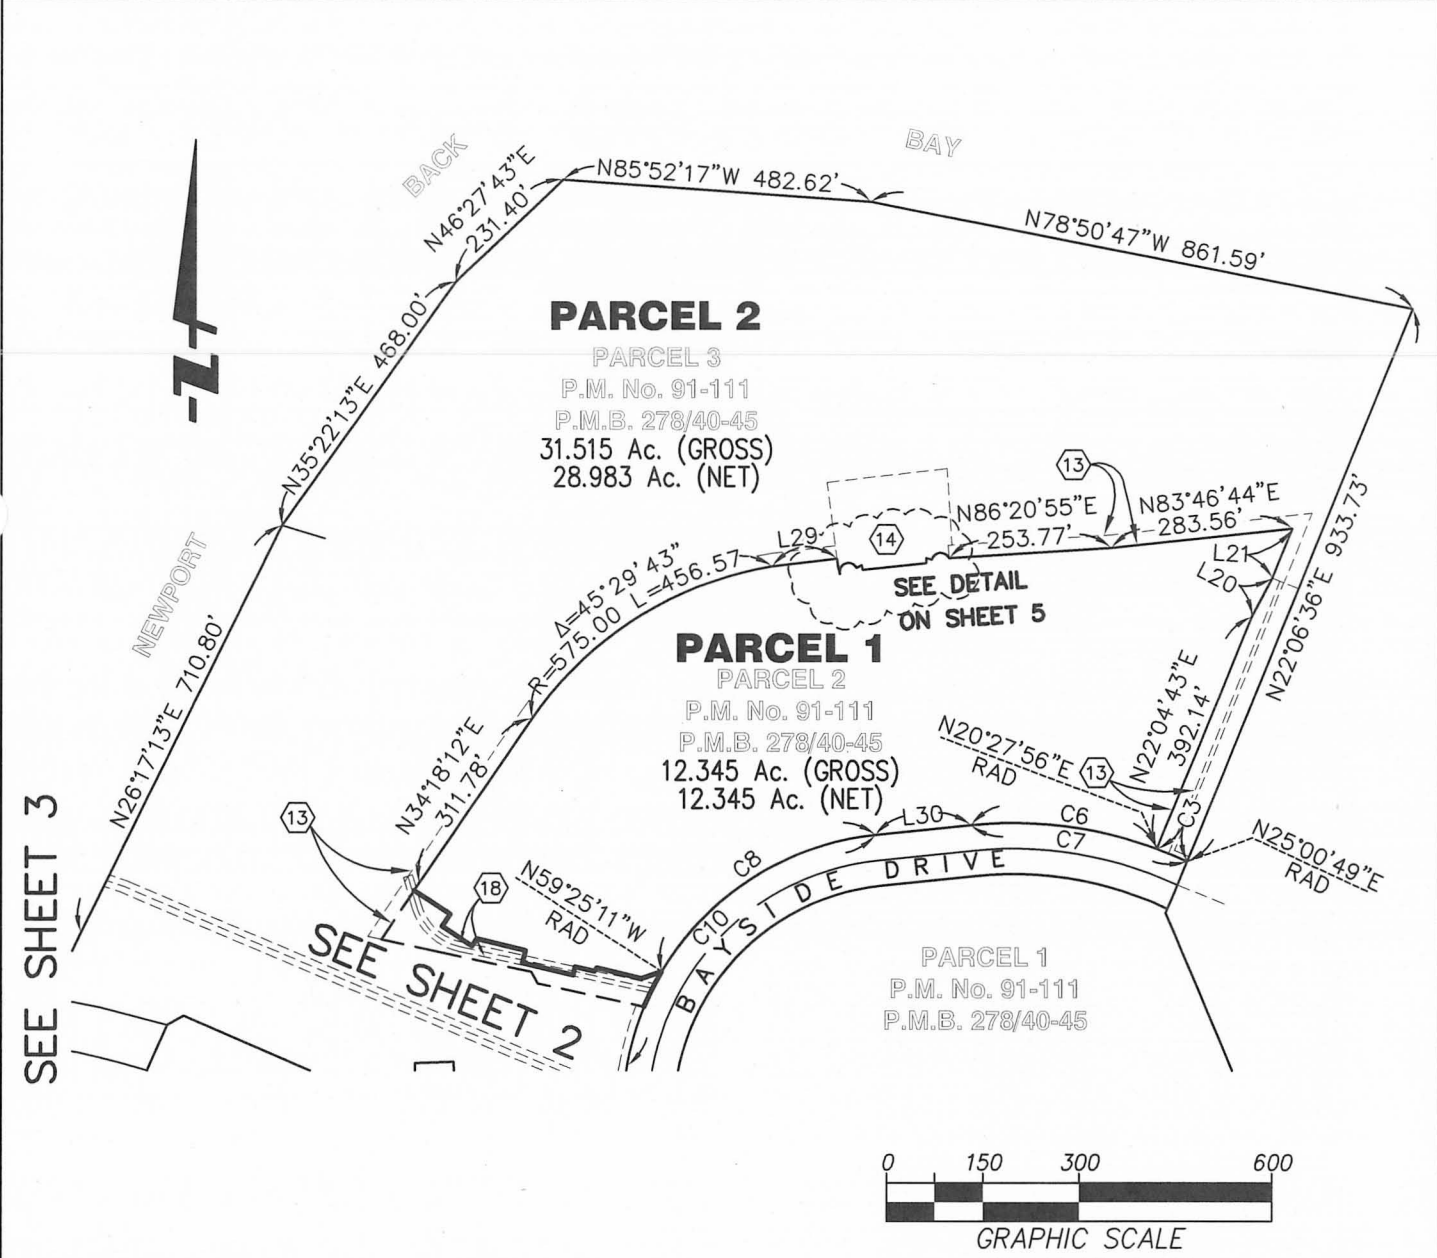 BACK
BAY
N46°27'43"E
231.40'
N85°52'17"W 482.62'
N78°50'47"W 861.59'
N
N35°22'13"E 468.00'
PARCEL 2
PARCEL 3
P.M. No. 91-111
P.M.B. 278/40-45
31.515 Ac. (GROSS)
28.983 Ac. (NET)
13
N86°20'55"E
253.77'
N83°46'44"E
283.56'
L29
14
L21
L20
N22°06'36"E 933.73'
SEE DETAIL
ON SHEET 5
NEWPORT
Δ=45°29'43"
R=575.00 L=456.57
PARCEL 1
PARCEL 2
P.M. No. 91-111
P.M.B. 278/40-45
12.345 Ac. (GROSS)
12.345 Ac. (NET)
N26°17'13"E 710.80'
N34°18'12"E
311.78'
N20°27'56"E
RAD
N22°04'43"E
392.14'
13
C3
13
L30
C6
C7
C8
C10
BAYSIDE DRIVE
N25°00'49"E
RAD
18
N59°25'11"W
RAD
SEE SHEET 3
SEE SHEET 2
PARCEL 1
P.M. No. 91-111
P.M.B. 278/40-45
0 150 300 600
GRAPHIC SCALE